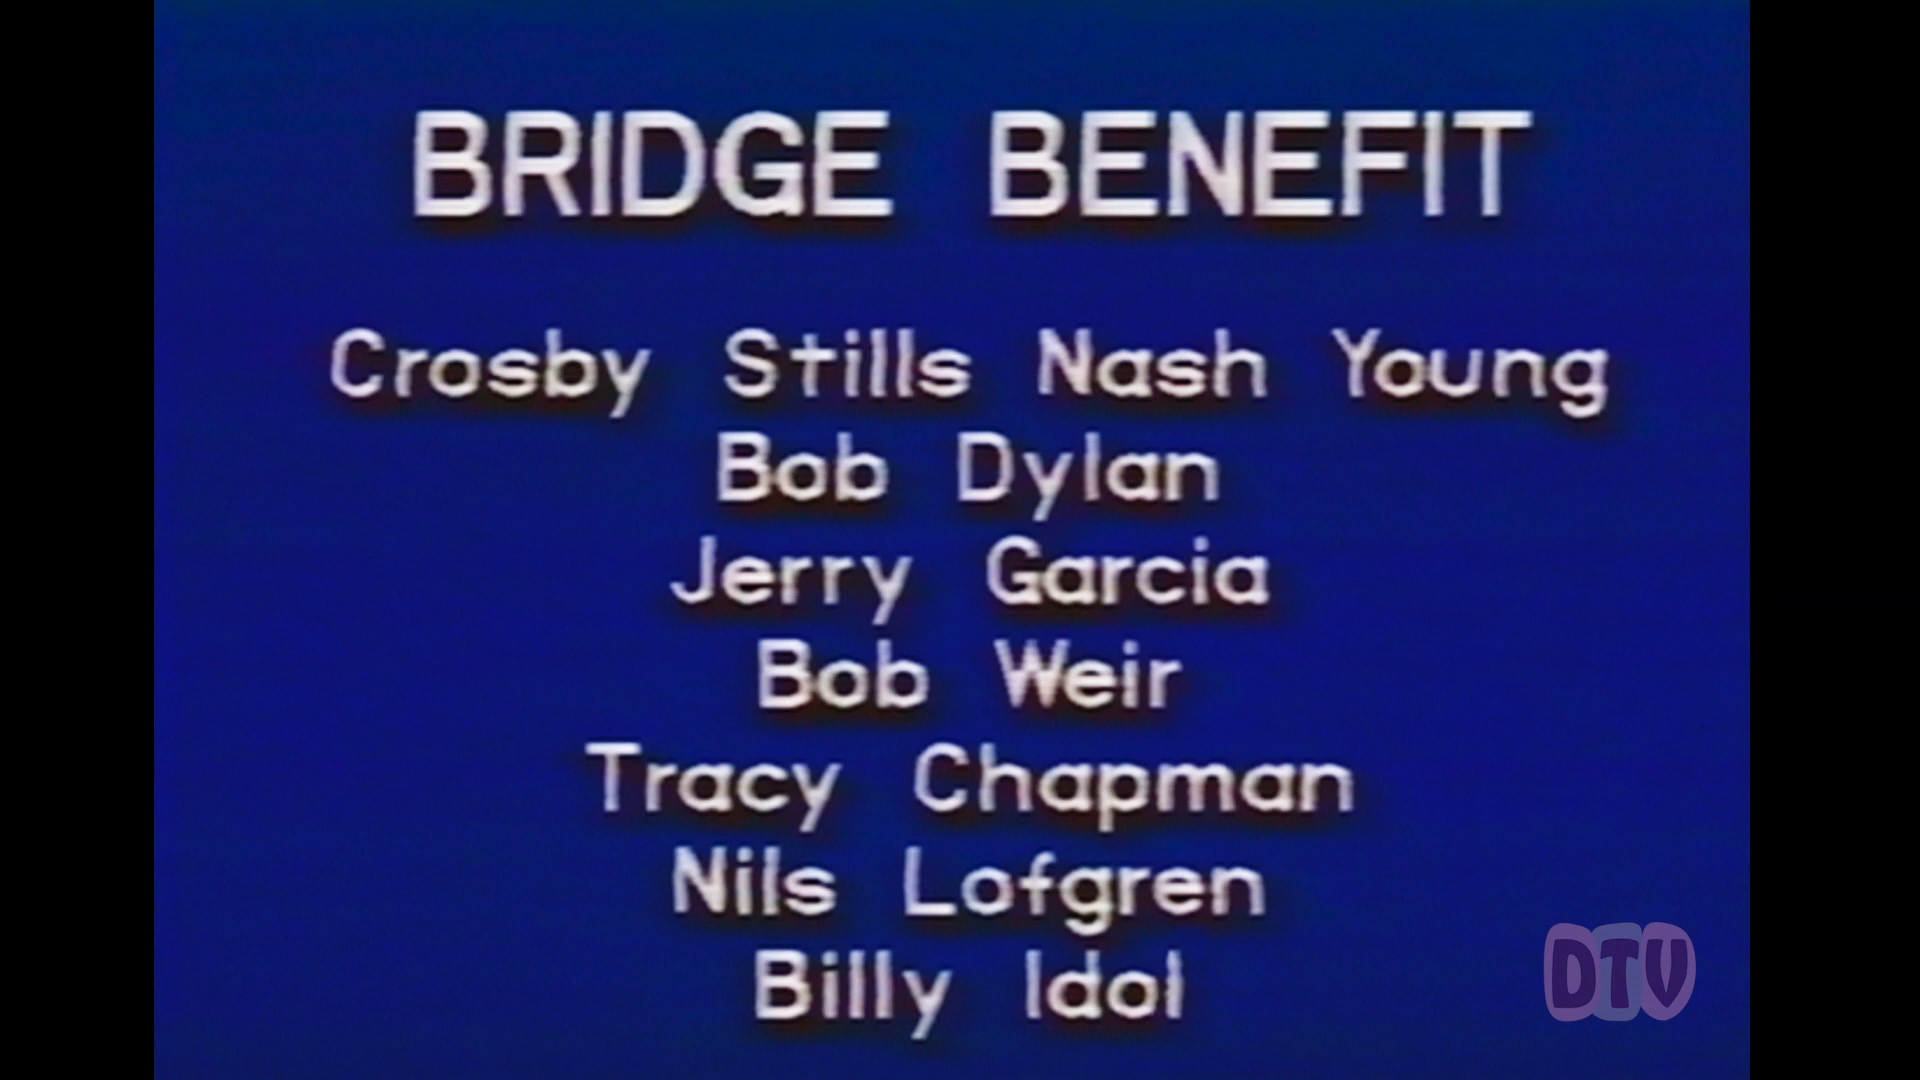 BRIDGE BENEFIT
Crosby Stills Nash Young
Bob Dylan
Jerry Garcia
Bob Weir
Tracy Chapman
Nils Lofgren
Billy Idol
DTV